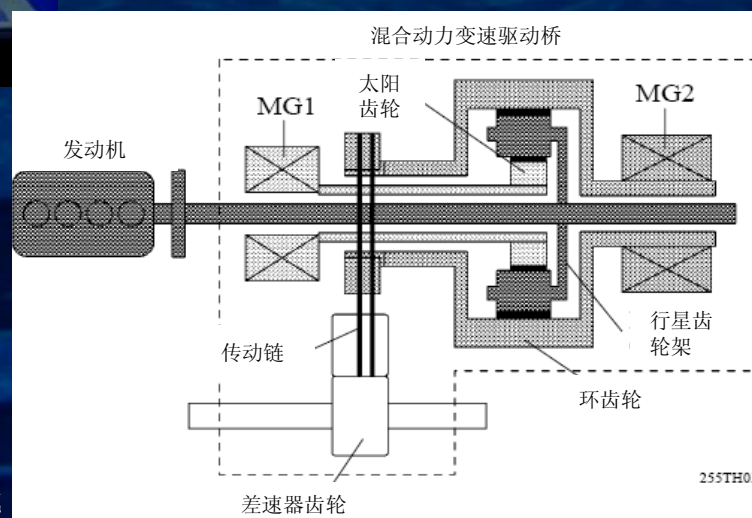 混合动力变速驱动桥
太阳
齿轮
MG1
MG2
发动机
传动链
行星齿
轮架
环齿轮
差速器齿轮
255TH0